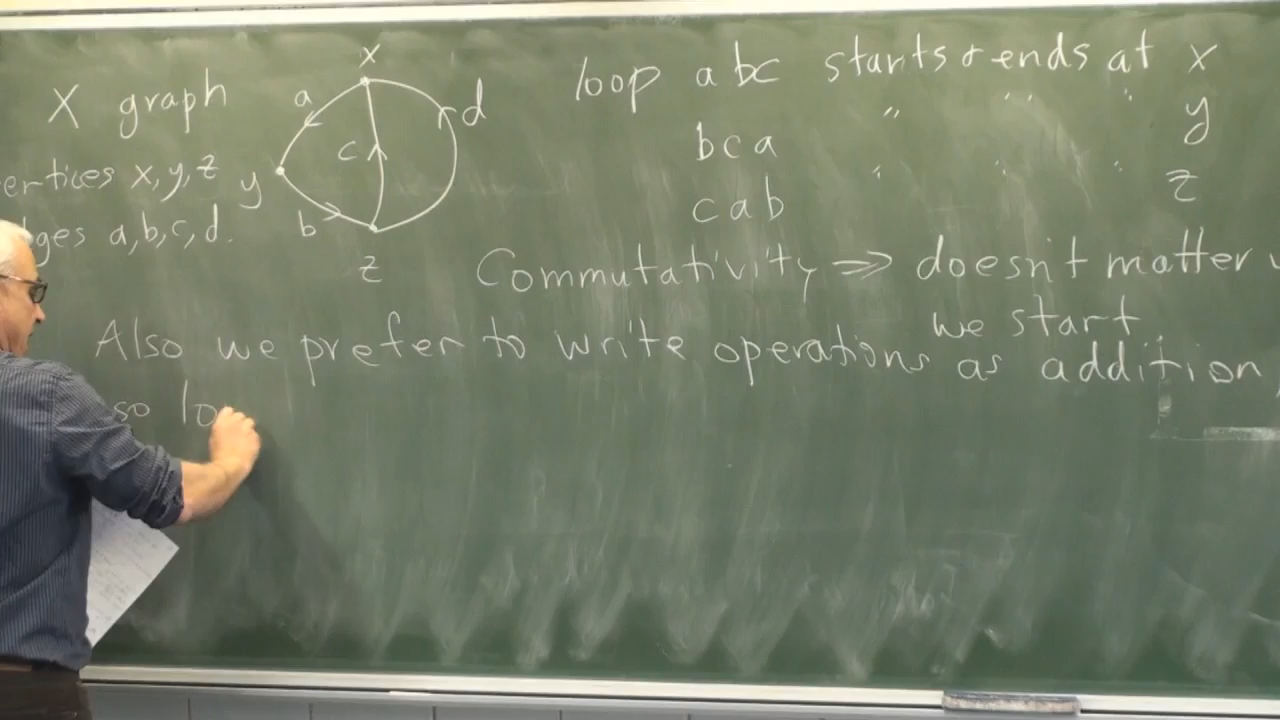 X graph
ertices x, y, z
ges a, b, c, d.
x
a
d
c
y
b
z
loop abc starts & ends at x
" " " y
bca
" " " z
cab
Commutativity ⇒ doesn't matter
we start
Also we prefer to write operations as addition,
so lo